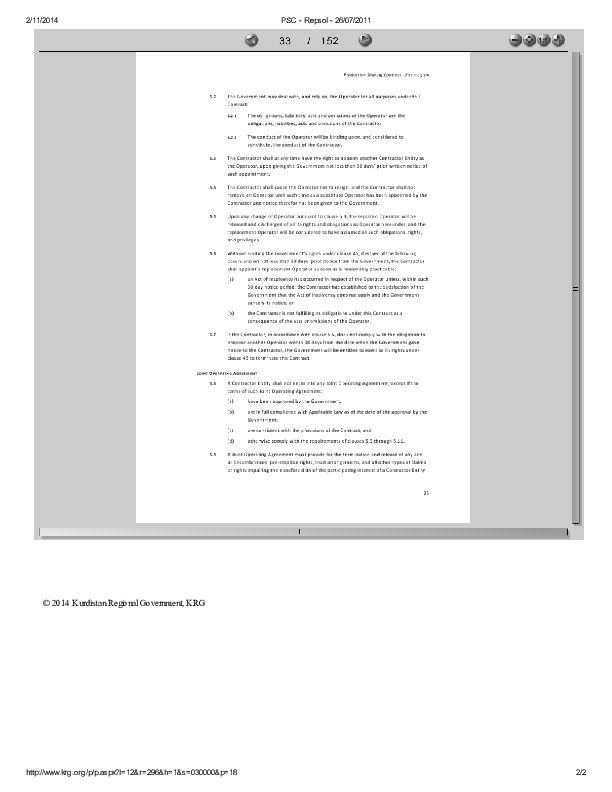 2/11/2014 PSC - Repsol - 26/07/2011
33 / 152
Production Sharing Contract - Piramagrun
5.2 The Government may deal with, and rely on, the Operator for all purposes under this
Contract.
5.2.1 The obligations, liabilities, acts and omissions of the Operator are the
obligations, liabilities, acts and omissions of the Contractor.
5.2.2 The conduct of the Operator will be binding upon, and considered to
constitute, the conduct of the Contractor.
5.3 The Contractor shall at any time have the right to appoint another Contractor Entity as
the Operator, upon giving the Government not less than 30 days' prior written notice of
such appointment.
5.4 The Contractor shall cause the Operator not to resign, and the Contractor shall not
remove an Operator until such time as a substitute Operator has been appointed by the
Contractor and notice thereof has been given to the Government.
5.5 Upon any change of Operator pursuant to clause 5.4, the replaced Operator will be
released and discharged of all its rights and obligations as Operator hereunder, and the
replacement Operator will be considered to have assumed all such obligations, rights,
and privileges.
5.6 Without limiting the Government's rights under clause 45, if either of the following
occurs and on not less than 30 days prior notice from the Government, the Contractor
shall appoint a replacement Operator as soon as is reasonably practicable:
(a) an Act of Insolvency has occurred in respect of the Operator unless, within such
30-day notice period, the Contractor has established to the satisfaction of the
Government that the Act of Insolvency does not apply and the Government
cancels its notice; or
(b) the Contractor is not fulfilling its obligations under this Contract as a
consequence of the acts or omissions of the Operator.
5.7 If the Contractor, in accordance with clause 5.6, does not comply with the obligation to
propose another Operator within 30 days from the date when the Government gave
notice to the Contractor, the Government will be entitled to exercise its rights under
clause 45 to terminate this Contract.
Joint Operating Agreement
5.8 A Contractor Entity shall not enter into any Joint Operating Agreement, except if the
terms of such Joint Operating Agreement:
(a) have been approved by the Government;
(b) are in full compliance with Applicable Law as of the date of the approval by the
Government;
(c) are consistent with the provisions of the Contract; and
(d) otherwise comply with the requirements of clauses 5.9 through 5.11.
5.9 A Joint Operating Agreement must provide for the termination and release of any and
all Encumbrances, pre-emption rights, trust arrangements, and all other types of claims
or rights impairing the transferability of the participating interest of a Contractor Entity
© 2014 Kurdistan Regional Government, KRG
http://www.krg.org/p/p.aspx?l=12&r=296&h=1&s=030000&p=18 2/2